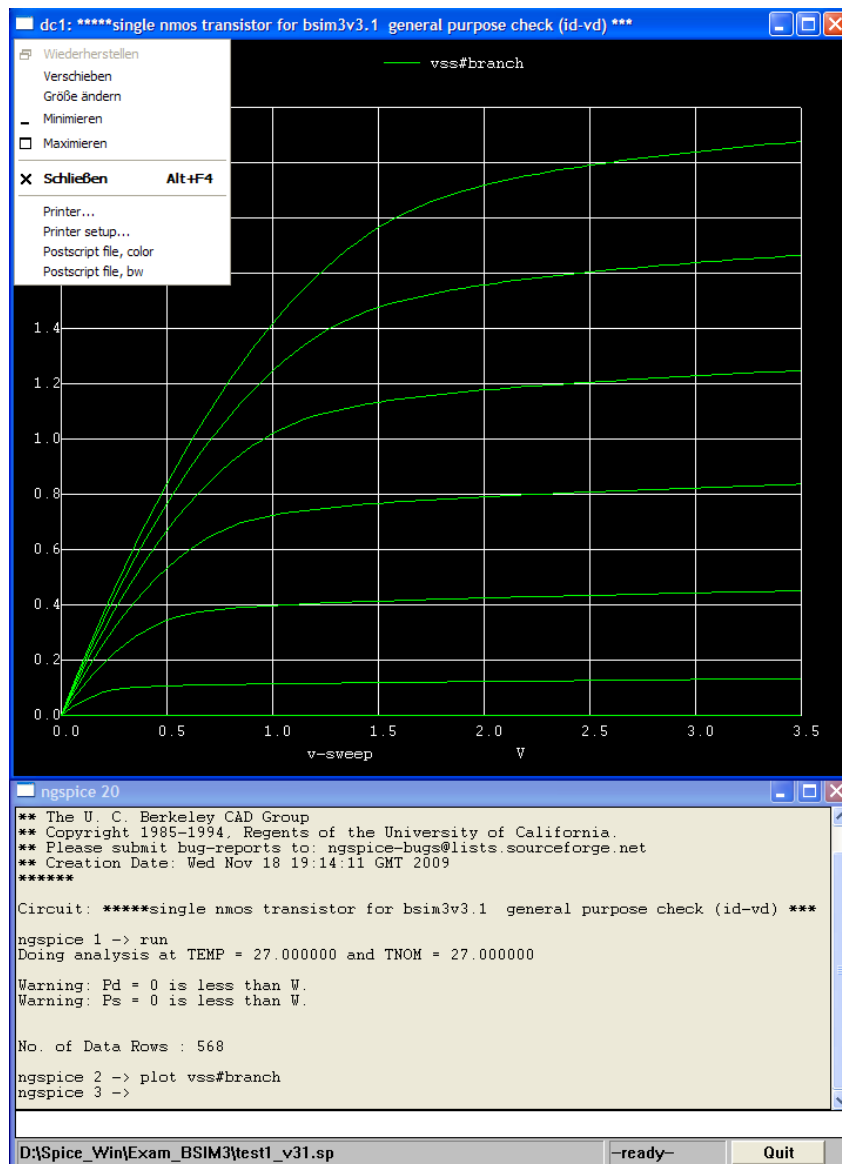 dc1: *****single nmos transistor for bsim3v3.1 general purpose check (id-vd) ***
Wiederherstellen
Verschieben
Größe ändern
Minimieren
Maximieren
Schließen Alt+F4
Printer...
Printer setup...
Postscript file, color
Postscript file, bw
vss#branch
1.4
1.2
1.0
0.8
0.6
0.4
0.2
0.0
0.0 0.5 1.0 1.5 2.0 2.5 3.0 3.5
v-sweep V
ngspice 20
** The U. C. Berkeley CAD Group
** Copyright 1985-1994, Regents of the University of California.
** Please submit bug-reports to: ngspice-bugs@lists.sourceforge.net
** Creation Date: Wed Nov 18 19:14:11 GMT 2009
******
Circuit: *****single nmos transistor for bsim3v3.1 general purpose check (id-vd) ***
ngspice 1 -> run
Doing analysis at TEMP = 27.000000 and TNOM = 27.000000
Warning: Pd = 0 is less than W.
Warning: Ps = 0 is less than W.
No. of Data Rows : 568
ngspice 2 -> plot vss#branch
ngspice 3 ->
D:\Spice_Win\Exam_BSIM3\test1_v31.sp --ready-- Quit